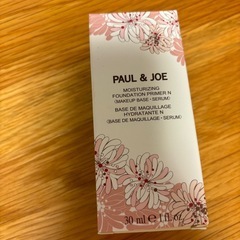 PAUL & JOE
MOISTURIZING
FOUNDATION PRIMER N
(MAKEUP BASE・SERUM)
BASE DE MAQUILLAGE
HYDRATANTE N
(BASE DE MAQUILLAGE・SERUM)
30 ml ℮ 1 fl. oz.